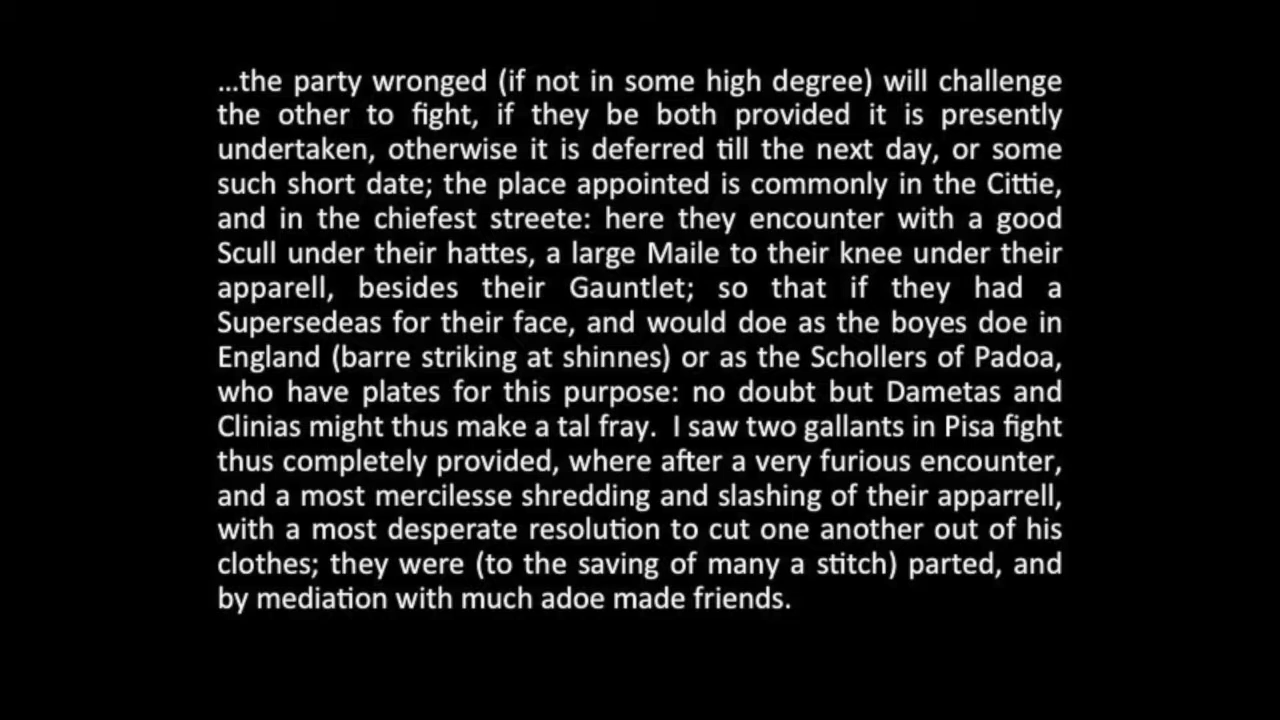 ...the party wronged (if not in some high degree) will challenge
the other to fight, if they be both provided it is presently
undertaken, otherwise it is deferred till the next day, or some
such short date; the place appointed is commonly in the Cittie,
and in the chiefest streete: here they encounter with a good
Scull under their hattes, a large Maile to their knee under their
apparell, besides their Gauntlet; so that if they had a
Supersedeas for their face, and would doe as the boyes doe in
England (barre striking at shinnes) or as the Schollers of Padoa,
who have plates for this purpose: no doubt but Dametas and
Clinias might thus make a tal fray. I saw two gallants in Pisa fight
thus completely provided, where after a very furious encounter,
and a most mercilesse shredding and slashing of their apparrell,
with a most desperate resolution to cut one another out of his
clothes; they were (to the saving of many a stitch) parted, and
by mediation with much adoe made friends.